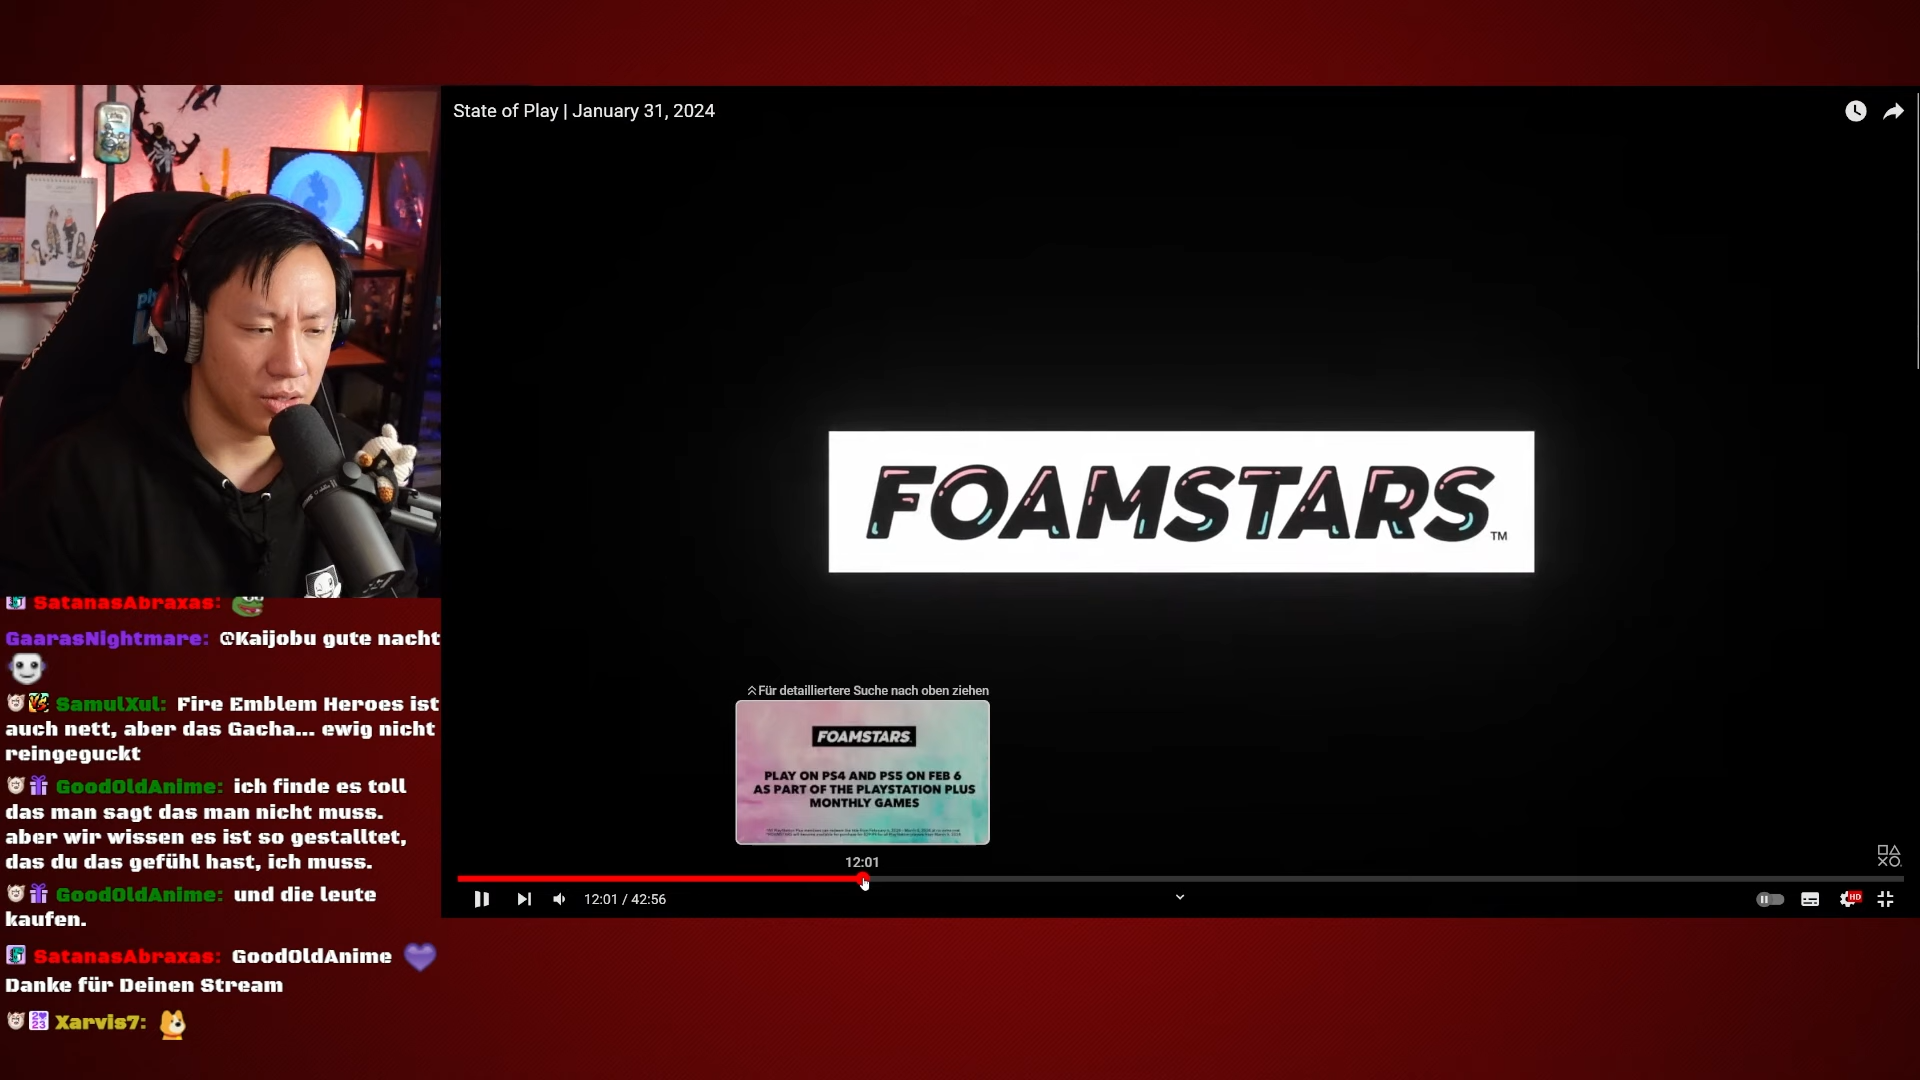 State of Play | January 31, 2024
FOAMSTARS
TM
SatanasAbraxas:
GaarasNightmare: @Kaijobu gute nacht
SamulXul: Fire Emblem Heroes ist
auch nett, aber das Gacha... ewig nicht
reingeguckt
GoodOldAnime: ich finde es toll
das man sagt das man nicht muss.
aber wir wissen es ist so gestalltet,
das du das gefühl hast, ich muss.
GoodOldAnime: und die leute
kaufen.
SatanasAbraxas: GoodOldAnime
Danke für Deinen Stream
Xarvis7:
Für detailliertere Suche nach oben ziehen
FOAMSTARS
PLAY ON PS4 AND PS5 ON FEB 6
AS PART OF THE PLAYSTATION PLUS
MONTHLY GAMES
12:01
12:01 / 42:56
HD